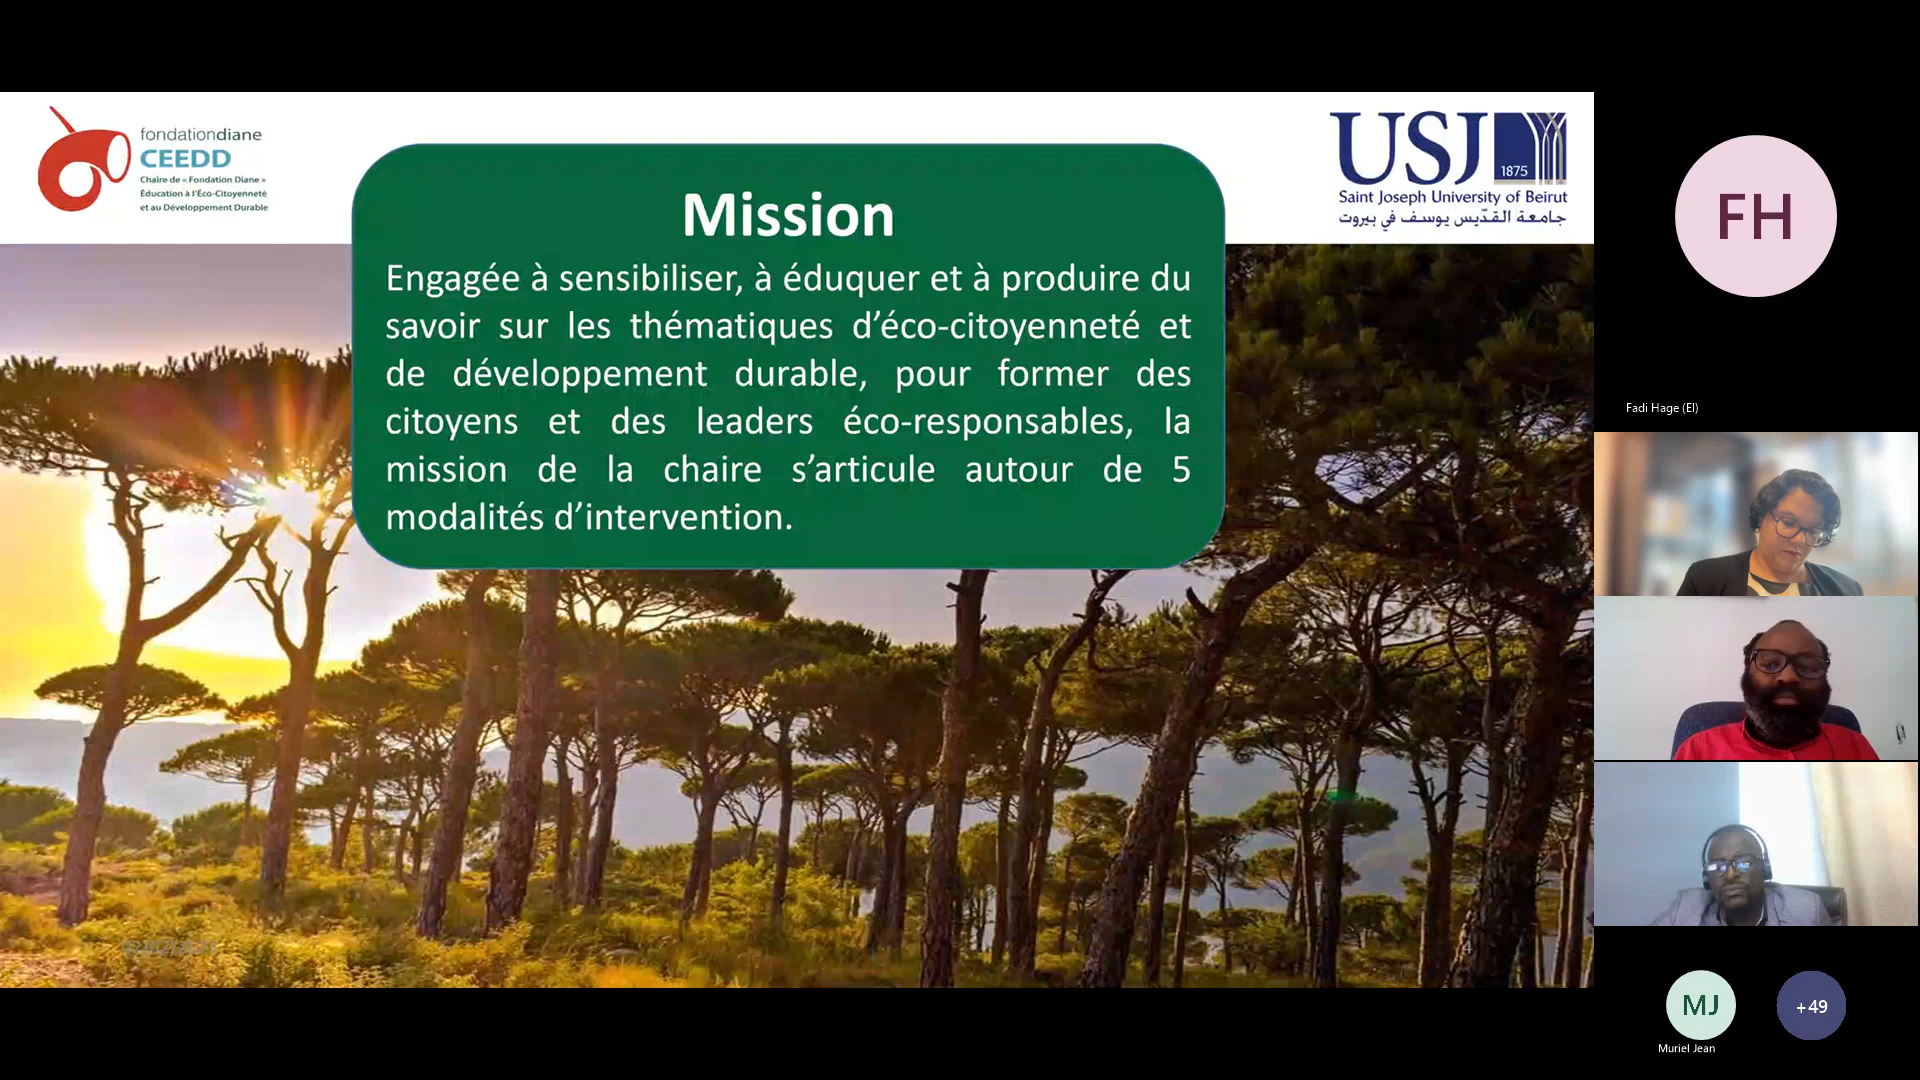 fondationdiane
CEEDD
Chaire de « Fondation Diane »
Éducation à l'Éco-Citoyenneté
et au Développement Durable
Mission
Engagée à sensibiliser, à éduquer et à produire du
savoir sur les thématiques d'éco-citoyenneté et
de développement durable, pour former des
citoyens et des leaders éco-responsables, la
mission de la chaire s'articule autour de 5
modalités d'intervention.
USJ
1875
Saint Joseph University of Beirut
جامعة القدّيس يوسف في بيروت
4
FH
Fadi Hage (El)
MJ
Muriel Jean
+49